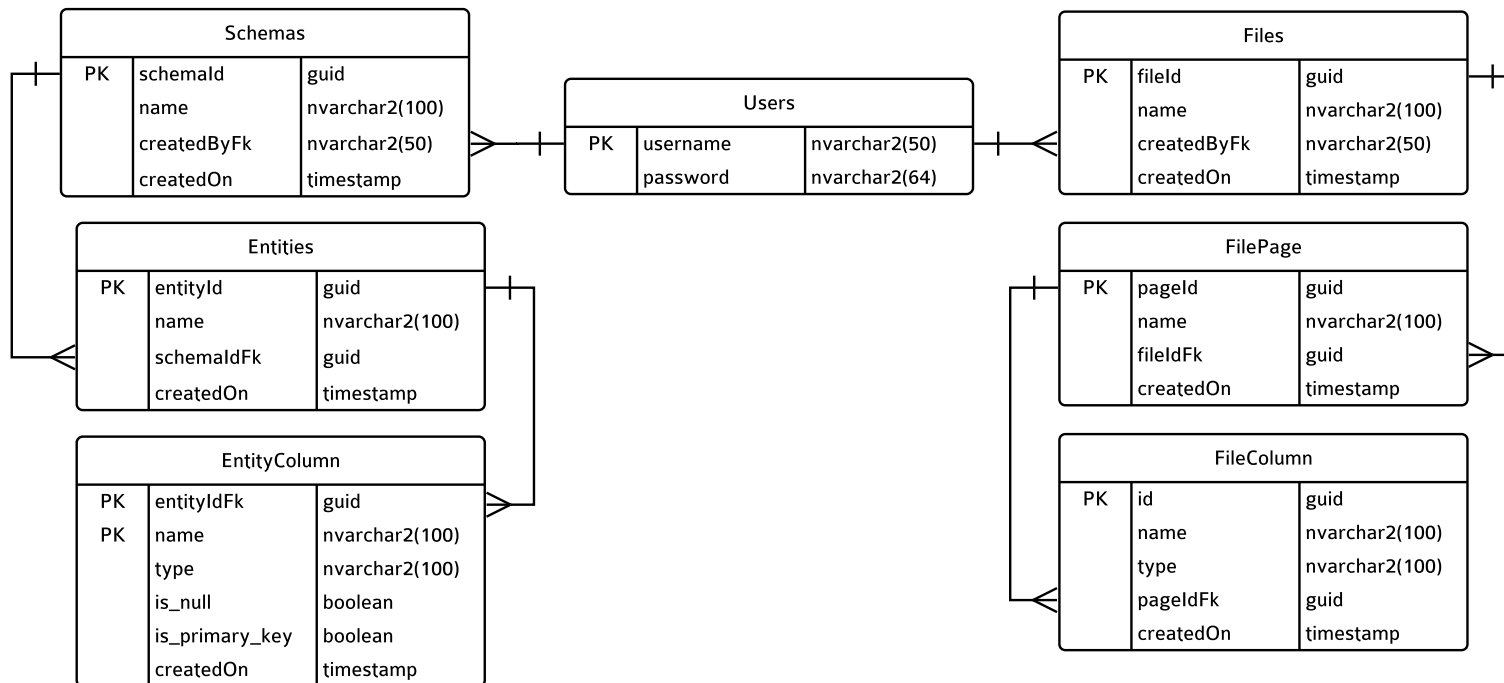 Schemas
PK schemaId guid
name nvarchar2(100)
createdByFk nvarchar2(50)
createdOn timestamp
Users
PK username nvarchar2(50)
password nvarchar2(64)
Files
PK fileId guid
name nvarchar2(100)
createdByFk nvarchar2(50)
createdOn timestamp
Entities
PK entityId guid
name nvarchar2(100)
schemaIdFk guid
createdOn timestamp
FilePage
PK pageId guid
name nvarchar2(100)
fileIdFk guid
createdOn timestamp
EntityColumn
PK entityIdFk guid
PK name nvarchar2(100)
type nvarchar2(100)
is_null boolean
is_primary_key boolean
createdOn timestamp
FileColumn
PK id guid
name nvarchar2(100)
type nvarchar2(100)
pageIdFk guid
createdOn timestamp